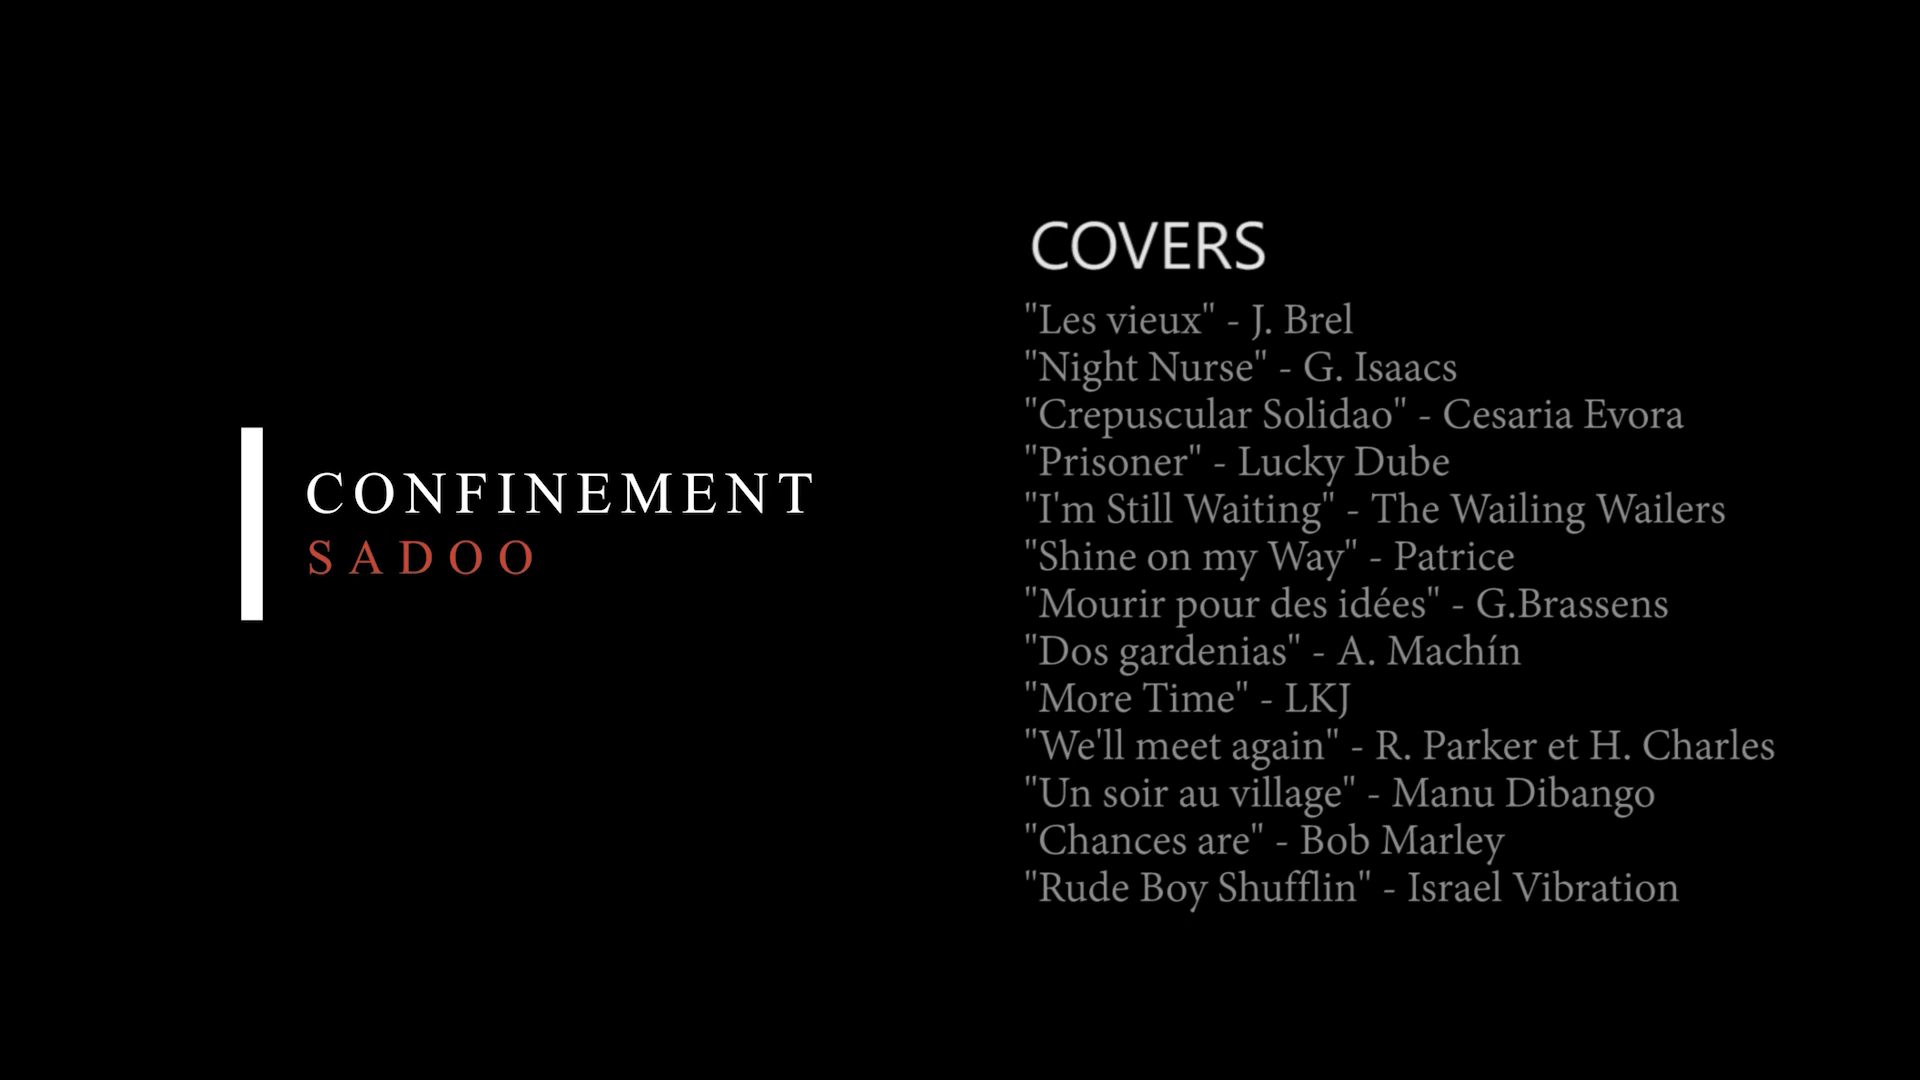 CONFINEMENT
SADOO
COVERS
"Les vieux" - J. Brel
"Night Nurse" - G. Isaacs
"Crepuscular Solidao" - Cesaria Evora
"Prisoner" - Lucky Dube
"I'm Still Waiting" - The Wailing Wailers
"Shine on my Way" - Patrice
"Mourir pour des idées" - G.Brassens
"Dos gardenias" - A. Machín
"More Time" - LKJ
"We'll meet again" - R. Parker et H. Charles
"Un soir au village" - Manu Dibango
"Chances are" - Bob Marley
"Rude Boy Shufflin" - Israel Vibration